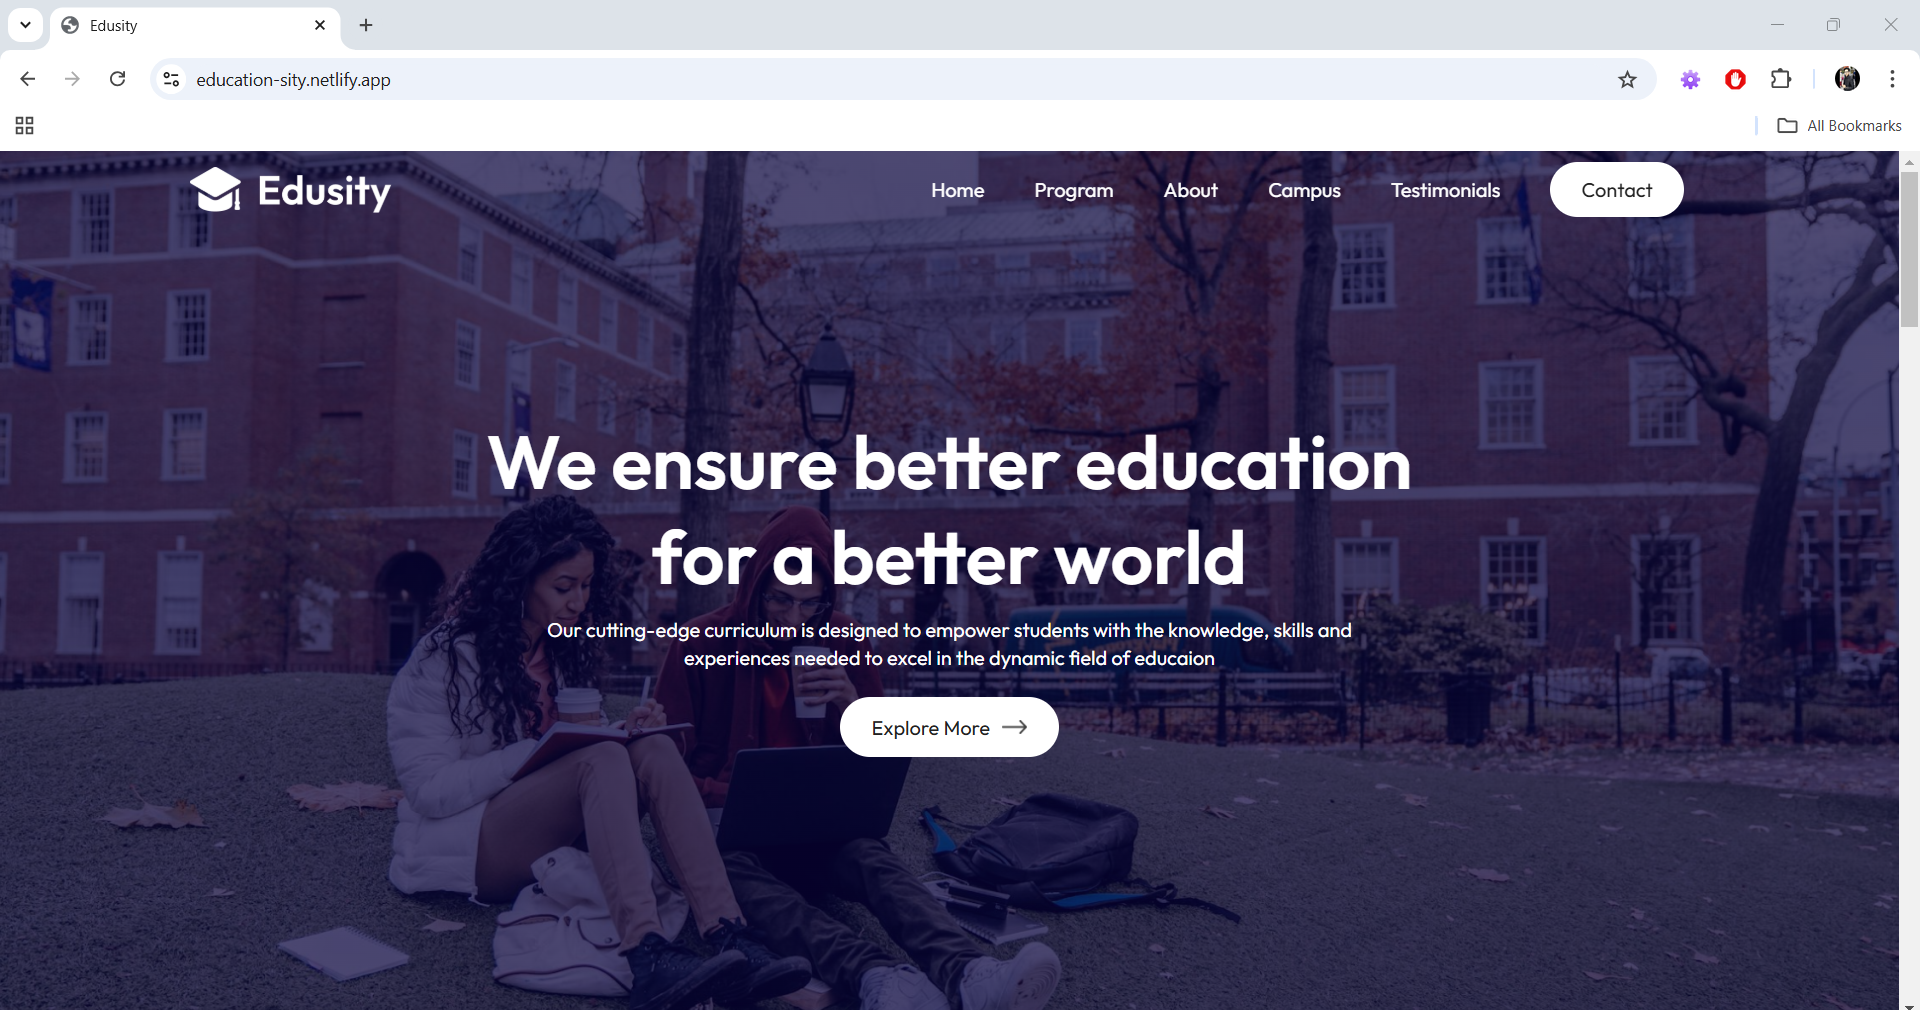 Edusity
education-sity.netlify.app
All Bookmarks
Edusity
Home Program About Campus Testimonials Contact
We ensure better education
for a better world
Our cutting-edge curriculum is designed to empower students with the knowledge, skills and
experiences needed to excel in the dynamic field of educaion
Explore More